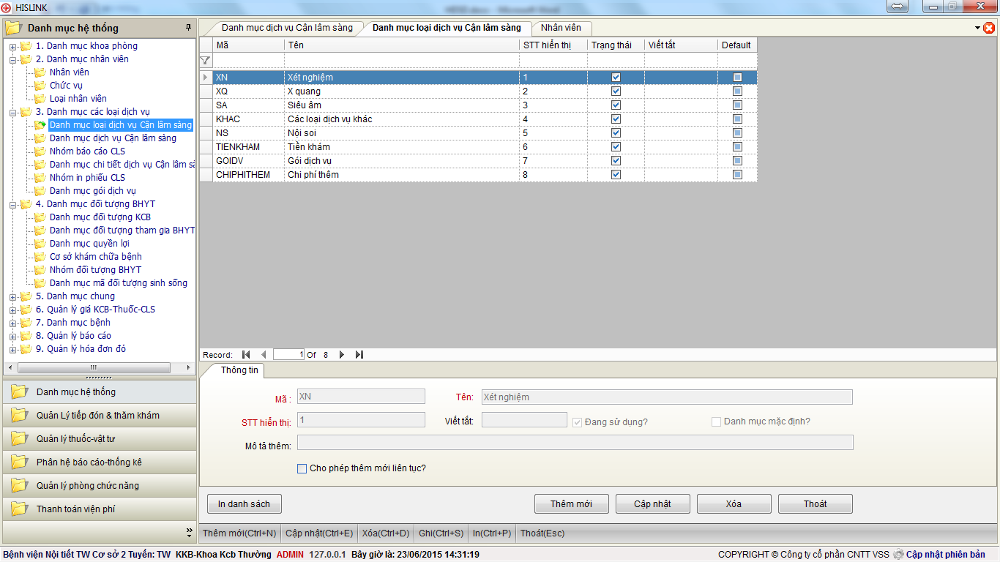 HISLINK
Danh mục hệ thống
1. Danh mục khoa phòng
2. Danh mục nhân viên
Nhân viên
Chức vụ
Loại nhân viên
3. Danh mục các loại dịch vụ
Danh mục loại dịch vụ Cận lâm sàng
Danh mục dịch vụ Cận lâm sàng
Nhóm báo cáo CLS
Danh mục chi tiết dịch vụ Cận lâm sà
Nhóm in phiếu CLS
Danh mục gói dịch vụ
4. Danh mục đối tượng BHYT
Danh mục đối tượng KCB
Danh mục đối tượng tham gia BHYT
Danh mục quyền lợi
Cơ sở khám chữa bệnh
Nhóm đối tượng BHYT
Danh mục mã đối tượng sinh sống
5. Danh mục chung
6. Quản lý giá KCB-Thuốc-CLS
7. Danh mục bệnh
8. Quản lý báo cáo
9. Quản lý hóa đơn đỏ
Danh mục hệ thống
Quản Lý tiếp đón & thăm khám
Quản lý thuốc-vật tư
Phân hệ báo cáo-thống kê
Quản lý phòng chức năng
Thanh toán viện phí
Danh mục dịch vụ Cận lâm sàng Danh mục loại dịch vụ Cận lâm sàng Nhân viên
Mã Tên STT hiển thị Trạng thái Viết tắt Default
XN Xét nghiệm 1
XQ X quang 2
SA Siêu âm 3
KHAC Các loại dịch vụ khác 4
NS Nội soi 5
TIENKHAM Tiền khám 6
GOIDV Gói dịch vụ 7
CHIPHITHEM Chi phí thêm 8
Record: 1 Of 8
Thông tin
Mã : XN Tên: Xét nghiệm
STT hiển thị: 1 Viết tắt: Đang sử dụng? Danh mục mặc định?
Mô tả thêm:
Cho phép thêm mới liên tục?
In danh sách Thêm mới Cập nhật Xóa Thoát
Thêm mới(Ctrl+N) Cập nhật(Ctrl+E) Xóa(Ctrl+D) Ghi(Ctrl+S) In(Ctrl+P) Thoát(Esc)
Bệnh viện Nội tiết TW Cơ sở 2 Tuyến: TW KKB-Khoa Kcb Thường ADMIN 127.0.0.1 Bây giờ là: 23/06/2015 14:31:19 COPYRIGHT © Công ty cổ phần CNTT VSS Cập nhật phiên bản